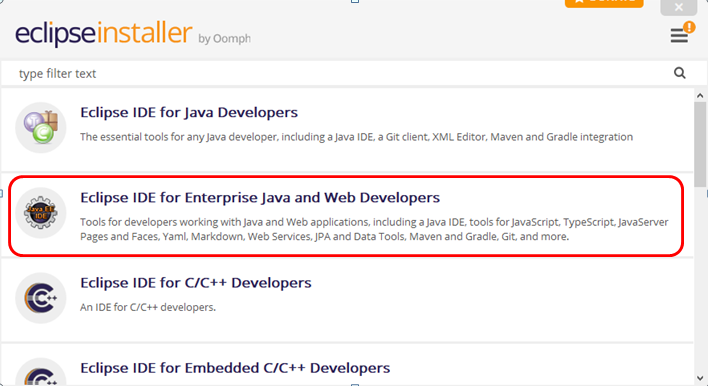 eclipseinstaller by Oomph
type filter text
Eclipse IDE for Java Developers
The essential tools for any Java developer, including a Java IDE, a Git client, XML Editor, Maven and Gradle integration
Java EE
IDE
Eclipse IDE for Enterprise Java and Web Developers
Tools for developers working with Java and Web applications, including a Java IDE, tools for JavaScript, TypeScript, JavaServer
Pages and Faces, Yaml, Markdown, Web Services, JPA and Data Tools, Maven and Gradle, Git, and more.
C++
Eclipse IDE for C/C++ Developers
An IDE for C/C++ developers.
Eclipse IDE for Embedded C/C++ Developers